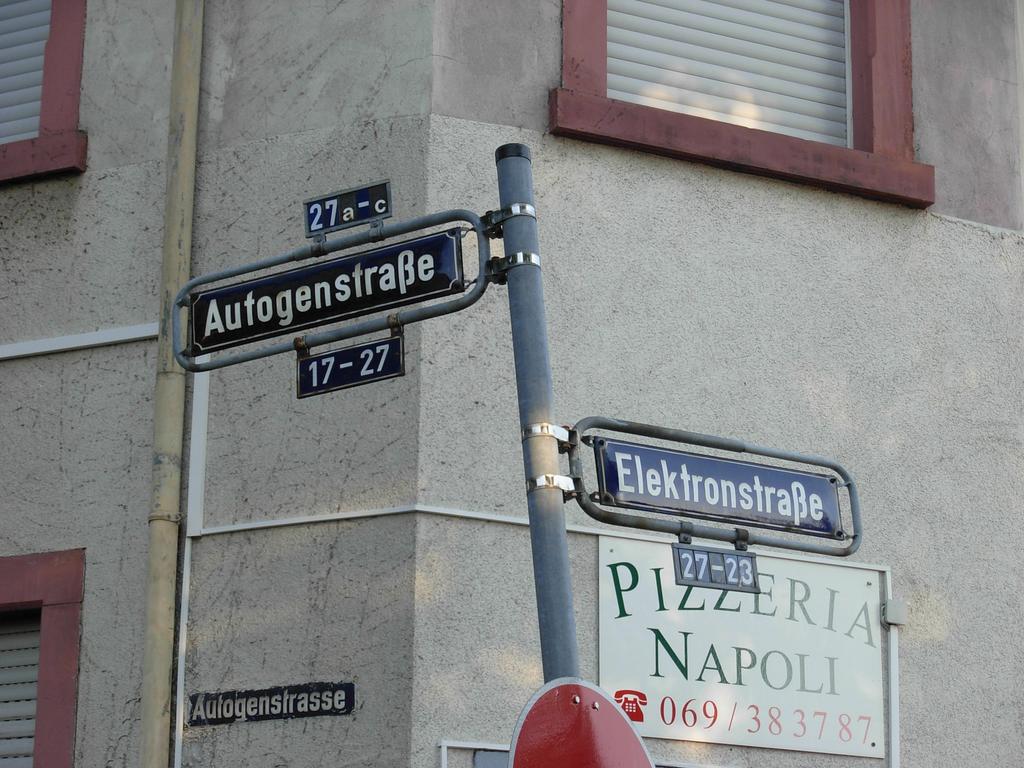 27a-c
Autogenstraße
17-27
Elektronstraße
27-23
PIZZERIA
NAPOLI
069/383787
Autogenstrasse